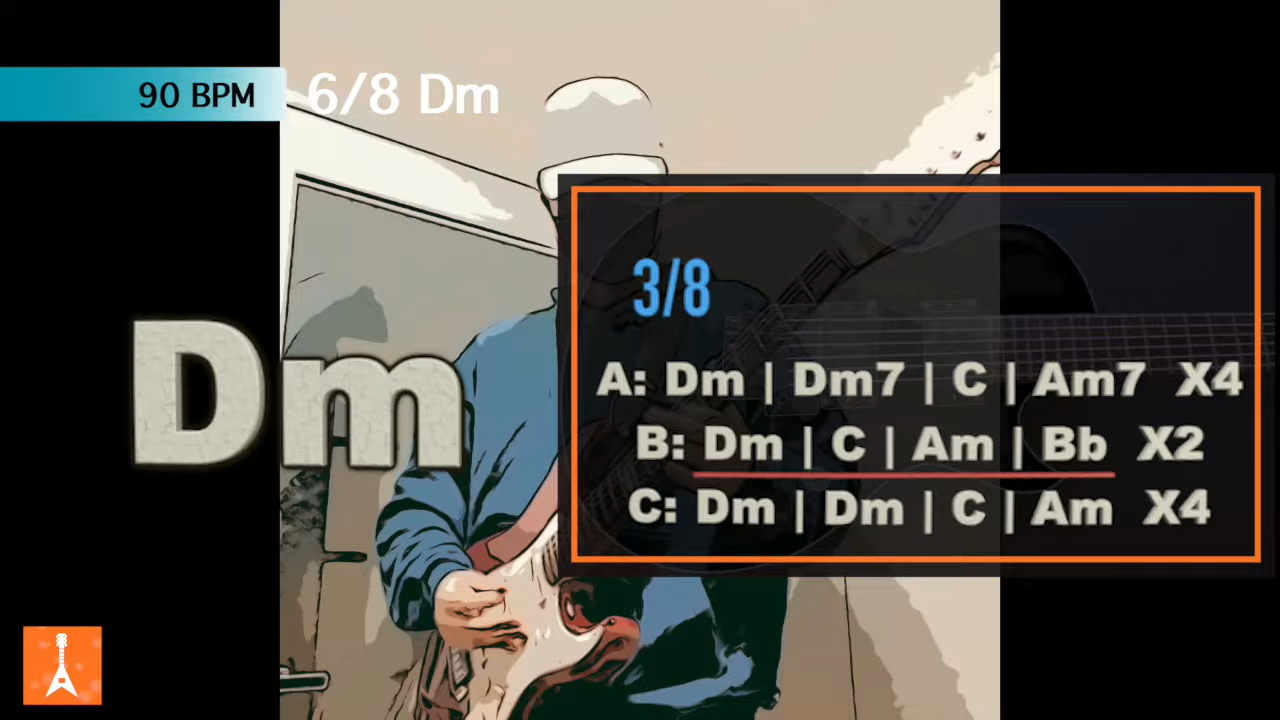 90 BPM
6/8 Dm
Dm
3/8
A: Dm | Dm7 | C | Am7 X4
B: Dm | C | Am | Bb X2
C: Dm | Dm | C | Am X4